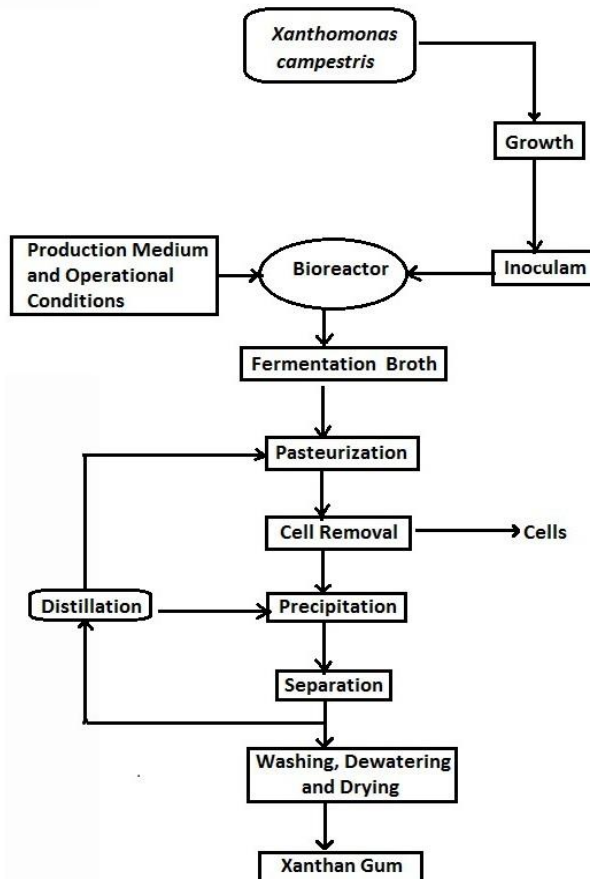 Xanthomonas
campestris
Growth
Production Medium
and Operational
Conditions
Bioreactor
Inoculam
Fermentation Broth
Pasteurization
Cell Removal
Cells
Distillation
Precipitation
Separation
Washing, Dewatering
and Drying
Xanthan Gum